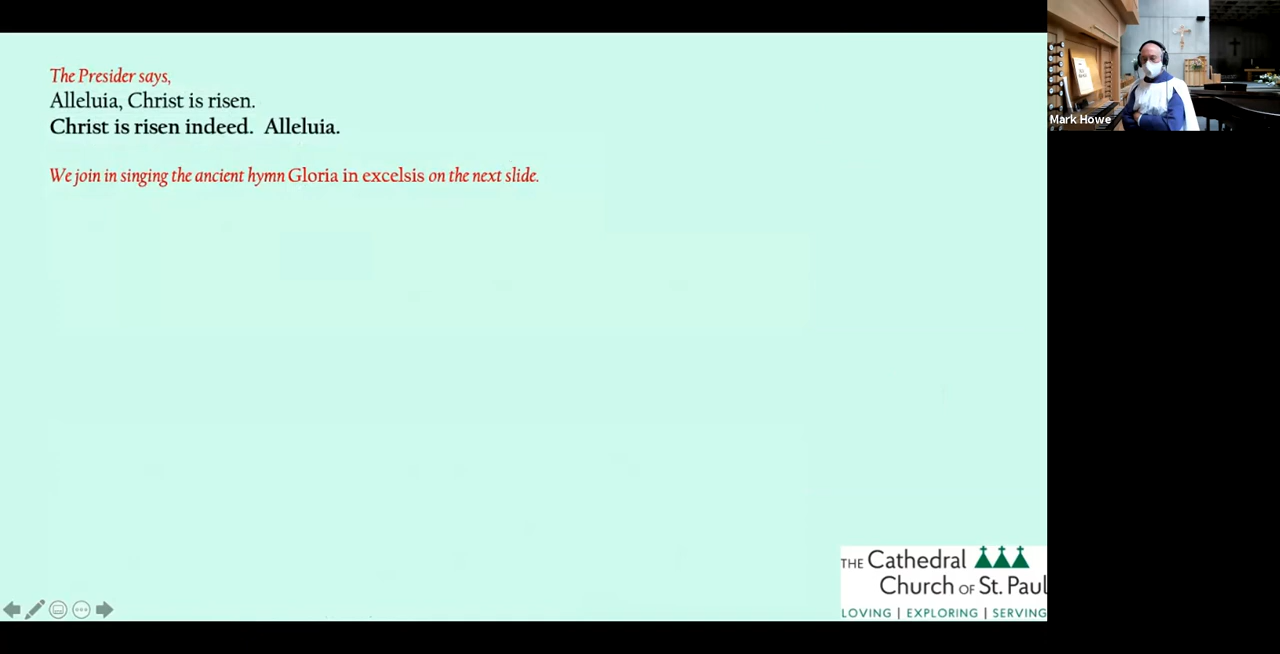 The Presider says,
Alleluia, Christ is risen.
Christ is risen indeed.  Alleluia.
We join in singing the ancient hymn Gloria in excelsis on the next slide.
Mark Howe
THE Cathedral
Church OF St. Paul
LOVING | EXPLORING | SERVING